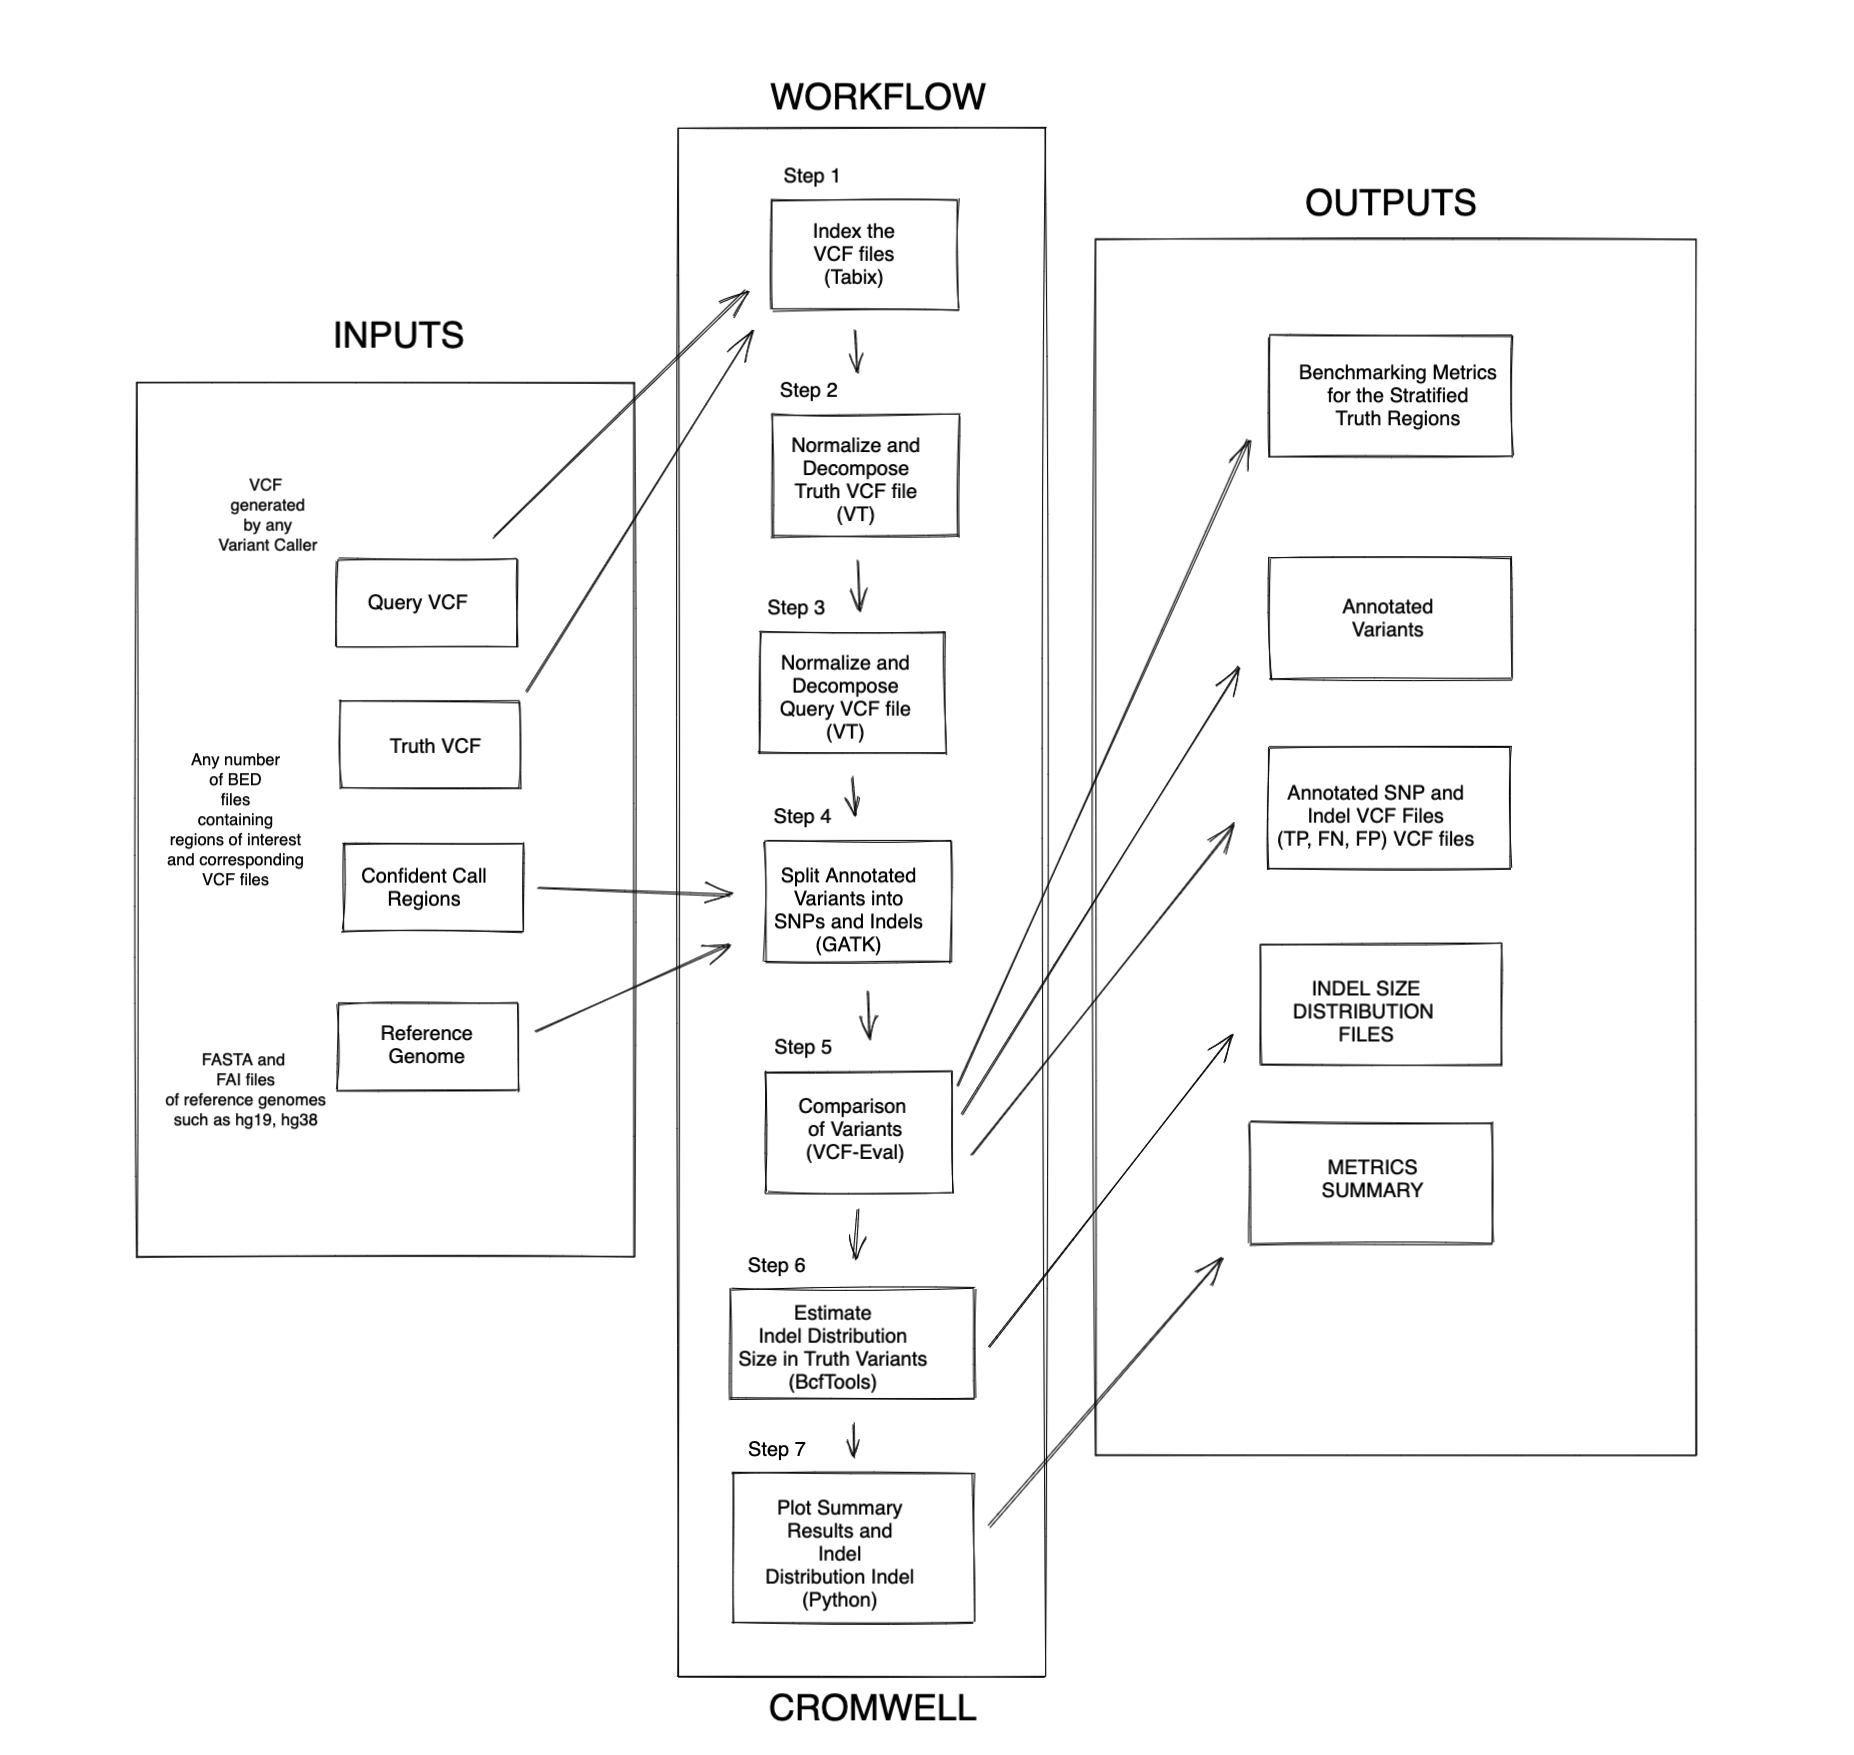 WORKFLOW
Step 1
Index the
VCF files
(Tabix)
Step 2
Normalize and
Decompose
Truth VCF file
(VT)
Step 3
Normalize and
Decompose
Query VCF file
(VT)
Step 4
Split Annotated
Variants into
SNPs and Indels
(GATK)
Step 5
Comparison
of Variants
(VCF-Eval)
Step 6
Estimate
Indel Distribution
Size in Truth Variants
(BcfTools)
Step 7
Plot Summary
Results and
Indel
Distribution Indel
(Python)
CROMWELL
INPUTS
VCF
generated
by any
Variant Caller
Query VCF
Truth VCF
Any number
of BED
files
containing
regions of interest
and corresponding
VCF files
Confident Call
Regions
Reference
Genome
FASTA and
FAI files
of reference genomes
such as hg19, hg38
OUTPUTS
Benchmarking Metrics
for the Stratified
Truth Regions
Annotated
Variants
Annotated SNP and
Indel VCF Files
(TP, FN, FP) VCF files
INDEL SIZE
DISTRIBUTION
FILES
METRICS
SUMMARY